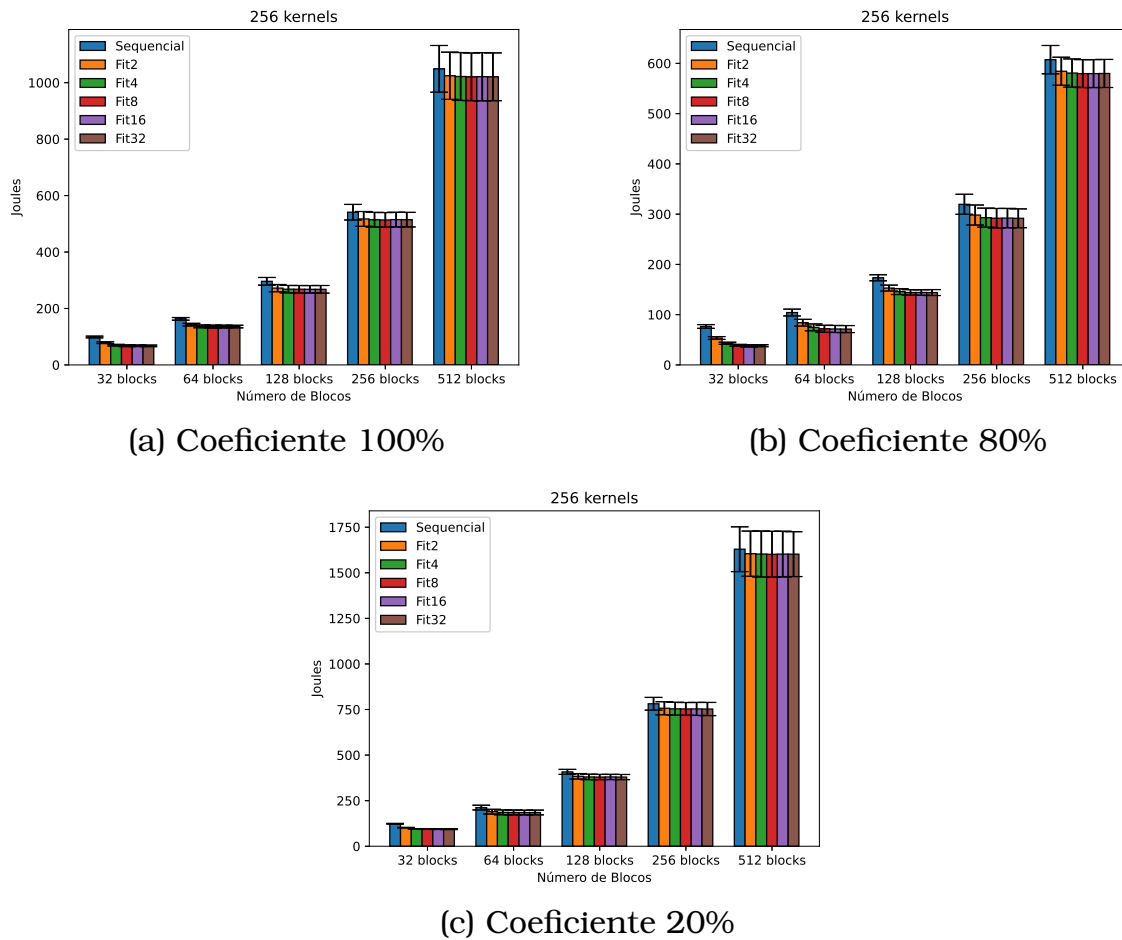 256 kernels
Joules
1000
800
600
400
200
0
Sequencial
Fit2
Fit4
Fit8
Fit16
Fit32
32 blocks 64 blocks 128 blocks 256 blocks 512 blocks
Número de Blocos
(a) Coeficiente 100%
256 kernels
Joules
600
500
400
300
200
100
0
Sequencial
Fit2
Fit4
Fit8
Fit16
Fit32
32 blocks 64 blocks 128 blocks 256 blocks 512 blocks
Número de Blocos
(b) Coeficiente 80%
256 kernels
Joules
1750
1500
1250
1000
750
500
250
0
Sequencial
Fit2
Fit4
Fit8
Fit16
Fit32
32 blocks 64 blocks 128 blocks 256 blocks 512 blocks
Número de Blocos
(c) Coeficiente 20%